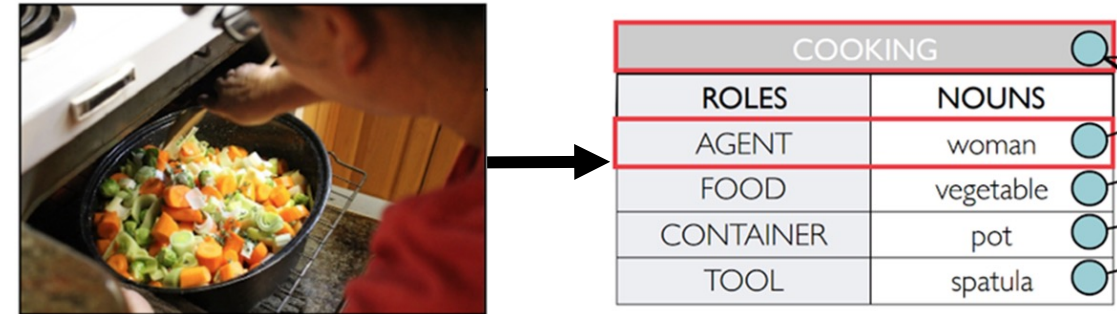 COOKING
ROLES NOUNS
AGENT woman
FOOD vegetable
CONTAINER pot
TOOL spatula